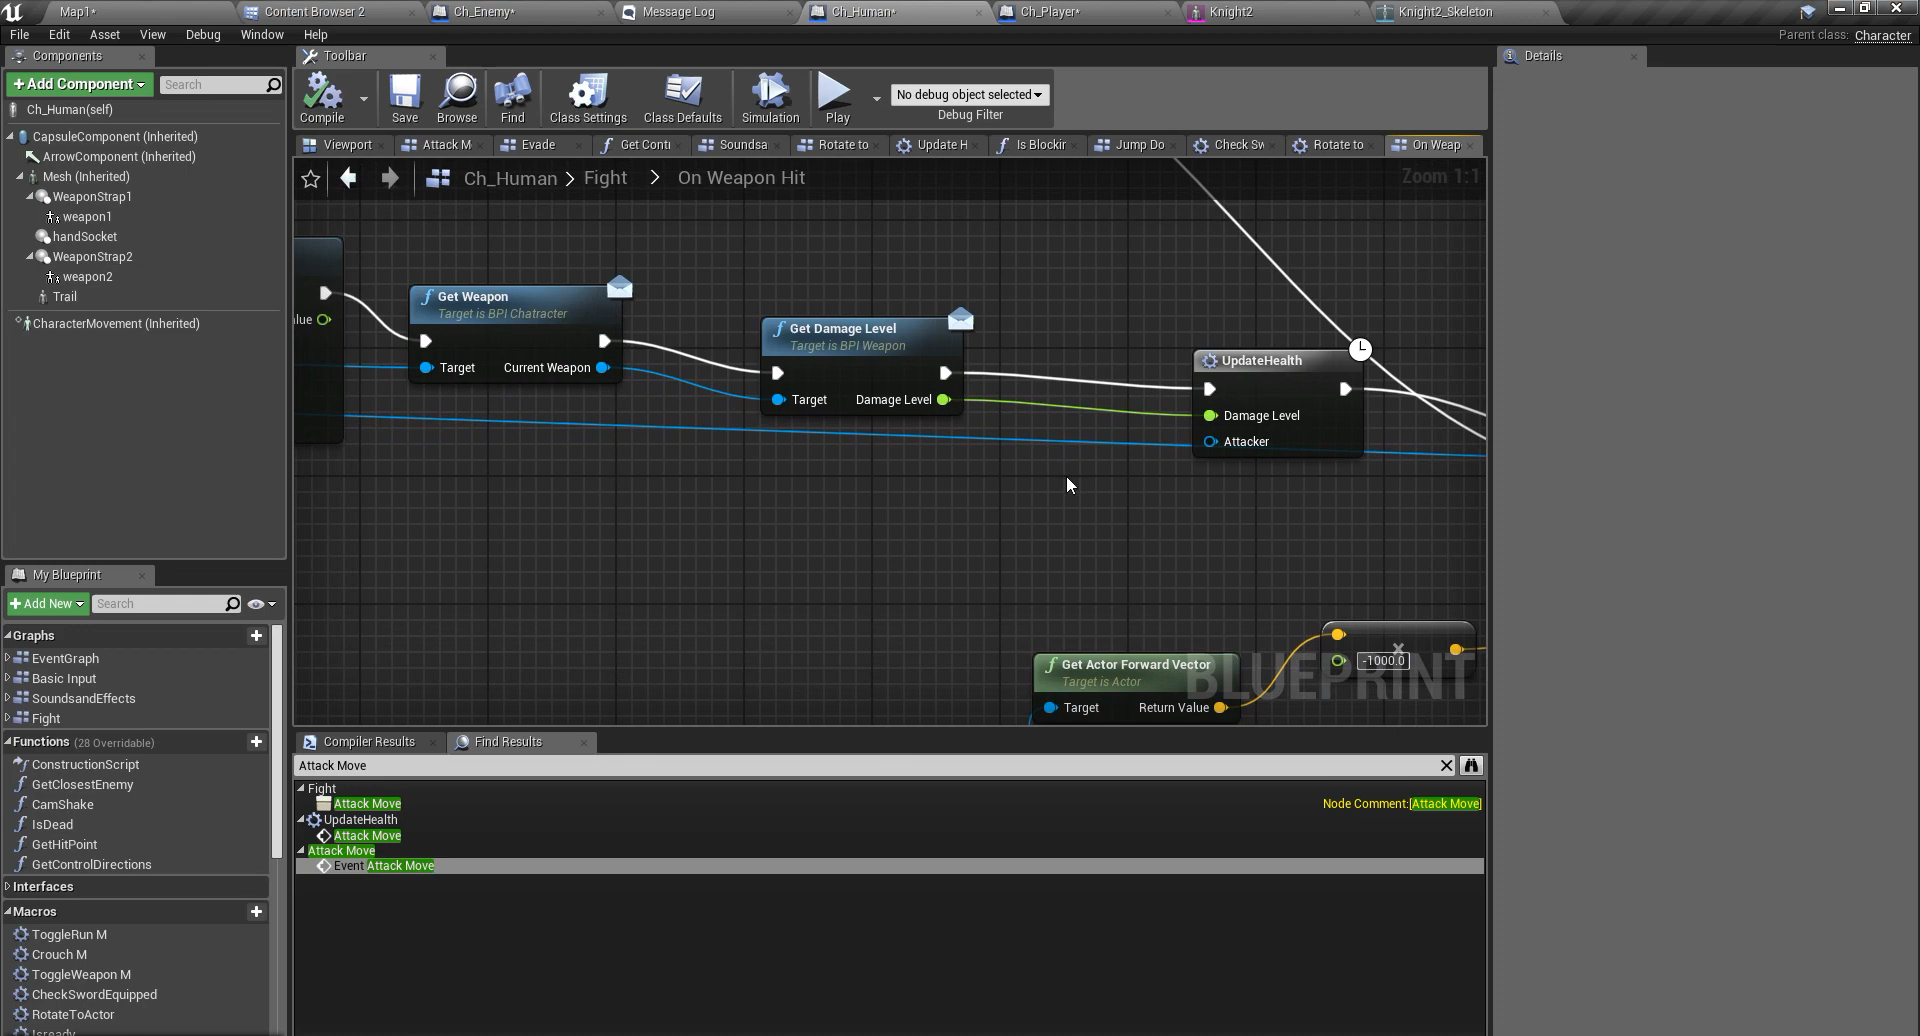 Map1*
Content Browser 2
Ch_Enemy*
Message Log
Ch_Human*
Ch_Player*
Knight2
Knight2_Skeleton
File Edit Asset View Debug Window Help
Parent class: Character
Components
Toolbar
Details
+Add Component
Search
Compile
Save
Browse
Find
Class Settings
Class Defaults
Simulation
Play
No debug object selected
Debug Filter
Ch_Human(self)
CapsuleComponent (Inherited)
ArrowComponent (Inherited)
Mesh (Inherited)
WeaponStrap1
weapon1
handSocket
WeaponStrap2
weapon2
Trail
CharacterMovement (Inherited)
Viewport
Attack M
Evade
Get Conti
Soundsa
Rotate to
Update H
Is Blockir
Jump Do
Check Sw
Rotate to
On Weap
Ch_Human > Fight > On Weapon Hit
Zoom 1:1
lue
Get Weapon
Target is BPI Chatracter
Target Current Weapon
Get Damage Level
Target is BPI Weapon
Target Damage Level
UpdateHealth
Damage Level
Attacker
Get Actor Forward Vector
Target is Actor
Target Return Value
-1000.0
BLUEPRINT
My Blueprint
+Add New
Search
Graphs
EventGraph
Basic Input
SoundsandEffects
Fight
Functions (28 Overridable)
ConstructionScript
GetClosestEnemy
CamShake
IsDead
GetHitPoint
GetControlDirections
Interfaces
Macros
ToggleRun M
Crouch M
ToggleWeapon M
CheckSwordEquipped
RotateToActor
Isready
Compiler Results
Find Results
Attack Move
Fight
Attack Move
Node Comment:[Attack Move]
UpdateHealth
Attack Move
Attack Move
Event Attack Move